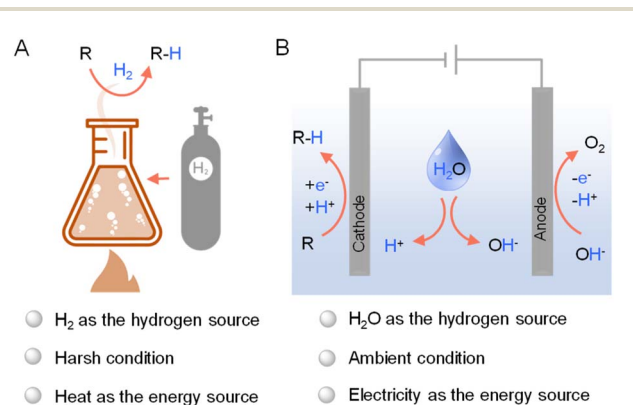 A
R
R-H
H₂
H₂
H₂ as the hydrogen source
Harsh condition
Heat as the energy source
B
R-H
+e⁻
+H⁺
R
Cathode
H₂O
H⁺
OH⁻
Anode
O₂
-e⁻
-H⁺
OH⁻
H₂O as the hydrogen source
Ambient condition
Electricity as the energy source